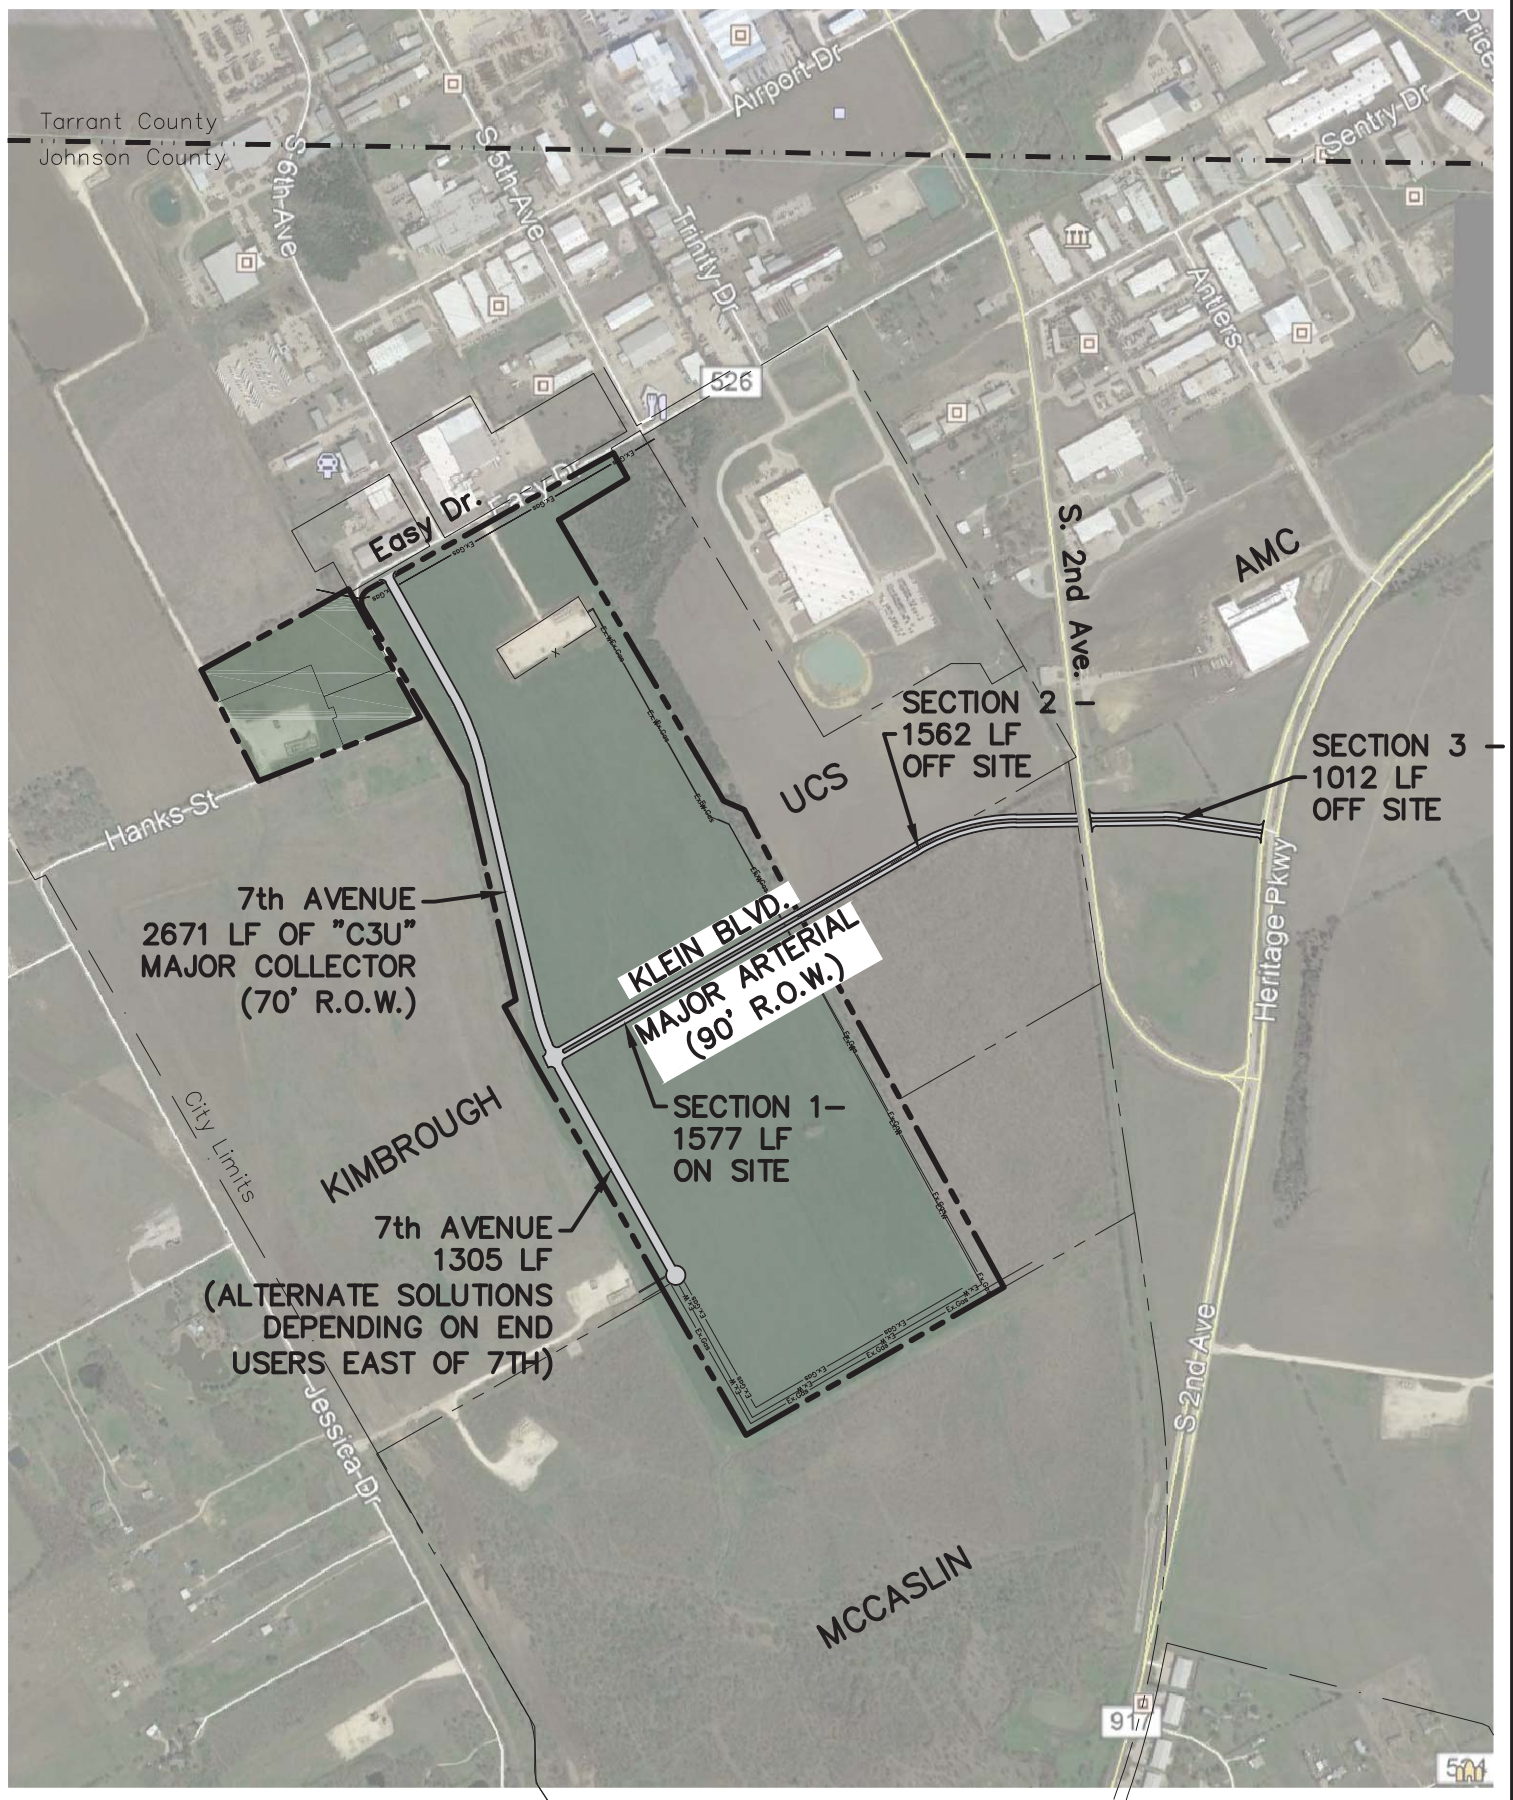 Price
Airport Dr
Sentry Dr
Tarrant County
Johnson County
S 6th Ave
S 5th Ave
Trinity Dr
Antlers
526
Easy Dr
Easy Dr.
Ex.Gas
S. 2nd Ave.
AMC
SECTION 2 –
1562 LF
OFF SITE
SECTION 3 –
1012 LF
OFF SITE
UCS
Hanks St
7th AVENUE
2671 LF OF "C3U"
MAJOR COLLECTOR
(70' R.O.W.)
KLEIN BLVD.
MAJOR ARTERIAL
(90' R.O.W.)
Heritage Pkwy
SECTION 1–
1577 LF
ON SITE
City Limits
KIMBROUGH
7th AVENUE
1305 LF
(ALTERNATE SOLUTIONS
DEPENDING ON END
USERS EAST OF 7TH)
Jessica Dr
S 2nd Ave
MCCASLIN
917